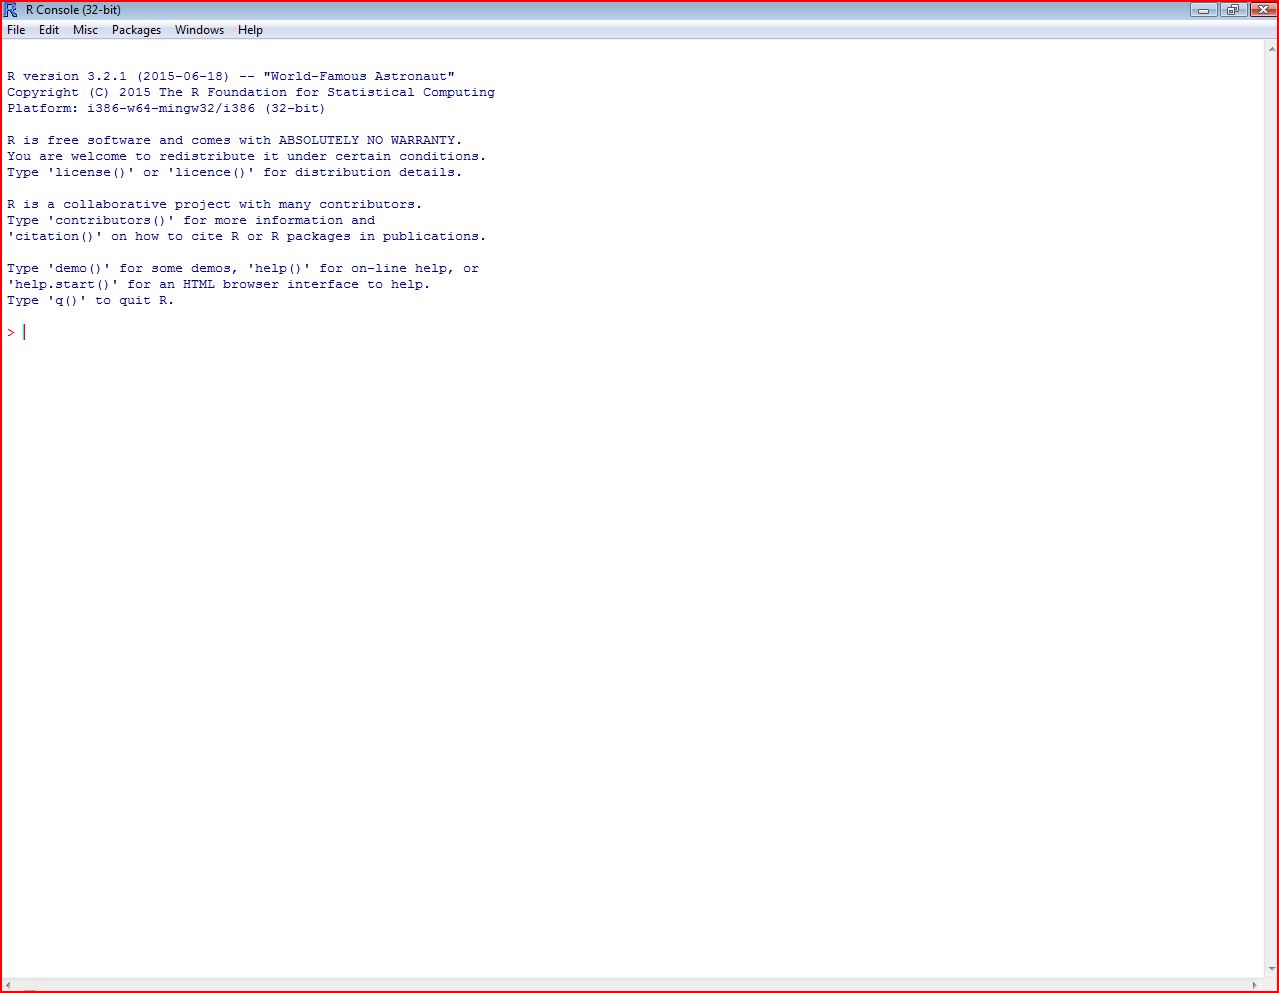 R Console (32-bit)
File Edit Misc Packages Windows Help
R version 3.2.1 (2015-06-18) -- "World-Famous Astronaut"
Copyright (C) 2015 The R Foundation for Statistical Computing
Platform: i386-w64-mingw32/i386 (32-bit)
R is free software and comes with ABSOLUTELY NO WARRANTY.
You are welcome to redistribute it under certain conditions.
Type 'license()' or 'licence()' for distribution details.
R is a collaborative project with many contributors.
Type 'contributors()' for more information and
'citation()' on how to cite R or R packages in publications.
Type 'demo()' for some demos, 'help()' for on-line help, or
'help.start()' for an HTML browser interface to help.
Type 'q()' to quit R.
>